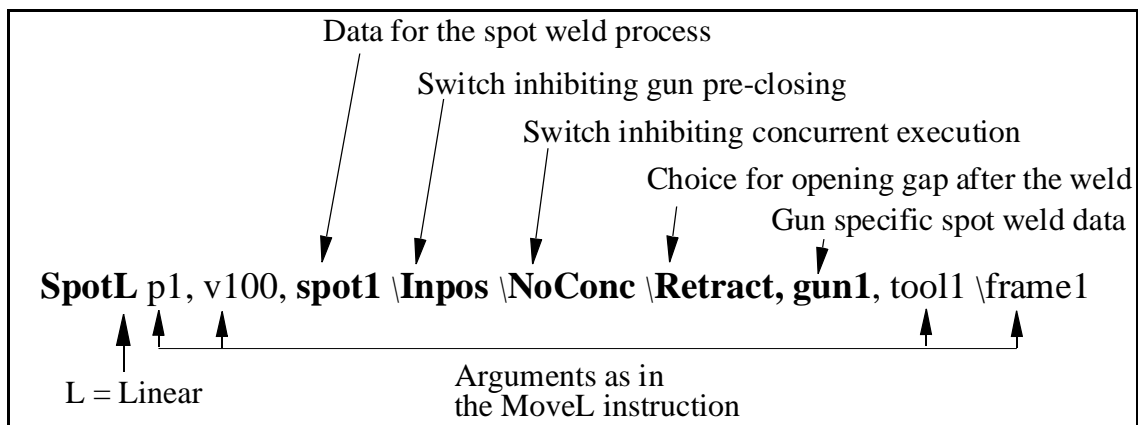 Data for the spot weld process
Switch inhibiting gun pre-closing
Switch inhibiting concurrent execution
Choice for opening gap after the weld
Gun specific spot weld data
SpotL p1, v100, spot1 \Inpos \NoConc \Retract, gun1, tool1 \frame1
L = Linear
Arguments as in
the MoveL instruction